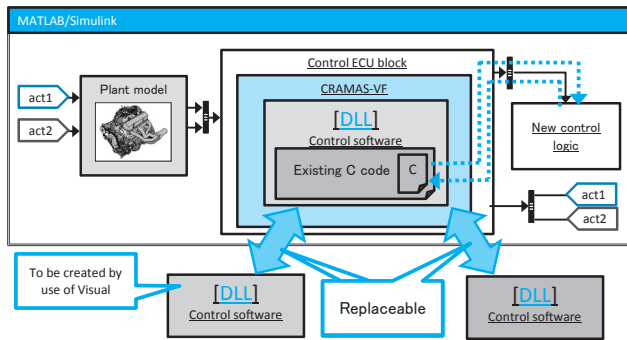 MATLAB/Simulink
Control ECU block
CRAMAS-VF
act1
act2
Plant model
[DLL]
Control software
Existing C code
C
New control
logic
act1
act2
To be created by
use of Visual
[DLL]
Control software
Replaceable
[DLL]
Control software